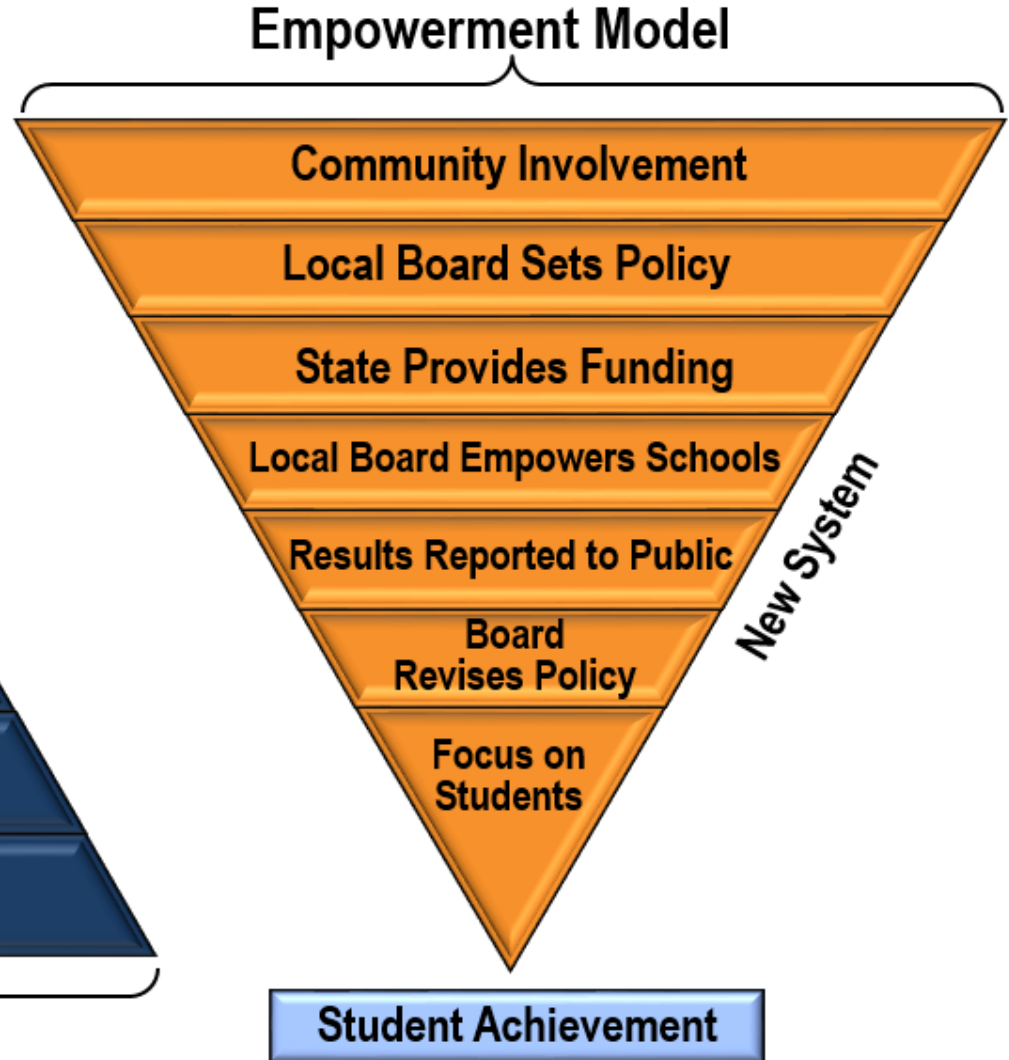 Empowerment Model
Community Involvement
Local Board Sets Policy
State Provides Funding
Local Board Empowers Schools
Results Reported to Public
Board
Revises Policy
Focus on
Students
New System
Student Achievement